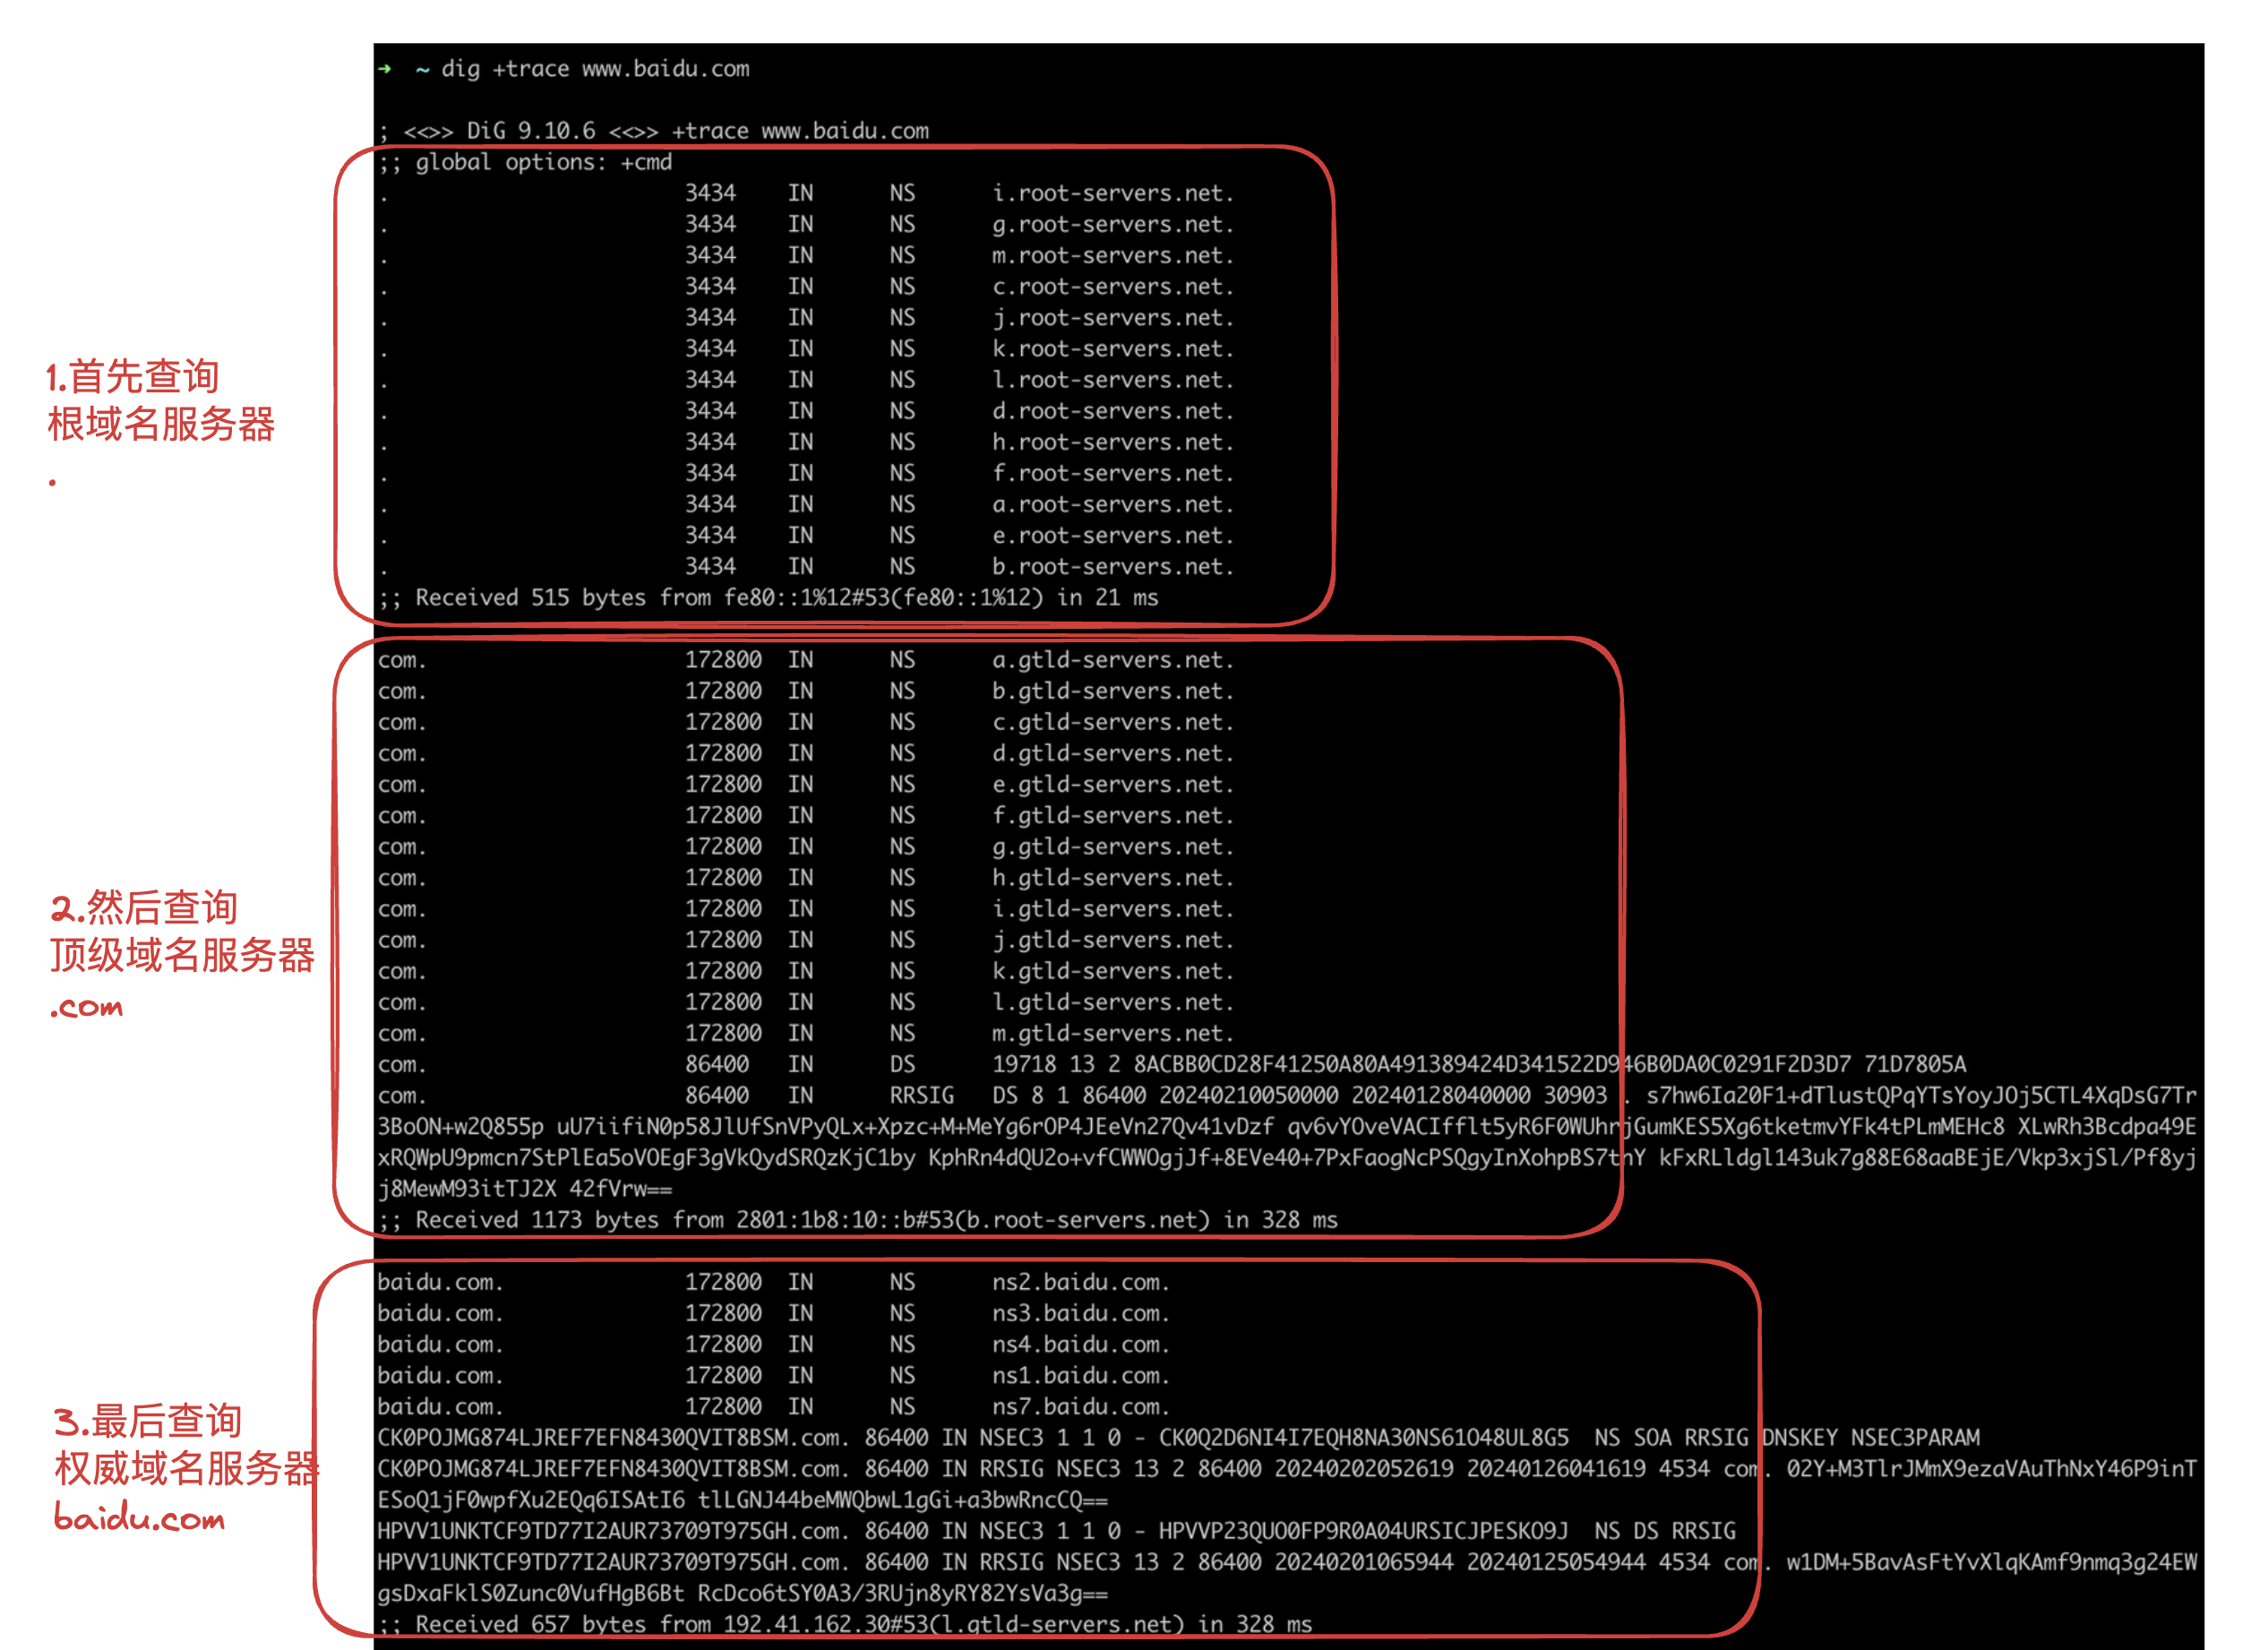 → ~ dig +trace www.baidu.com
; <<>> DiG 9.10.6 <<>> +trace www.baidu.com
;; global options: +cmd
. 3434 IN NS i.root-servers.net.
. 3434 IN NS g.root-servers.net.
. 3434 IN NS m.root-servers.net.
. 3434 IN NS c.root-servers.net.
. 3434 IN NS j.root-servers.net.
. 3434 IN NS k.root-servers.net.
. 3434 IN NS l.root-servers.net.
. 3434 IN NS d.root-servers.net.
. 3434 IN NS h.root-servers.net.
. 3434 IN NS f.root-servers.net.
. 3434 IN NS a.root-servers.net.
. 3434 IN NS e.root-servers.net.
. 3434 IN NS b.root-servers.net.
;; Received 515 bytes from fe80::1%12#53(fe80::1%12) in 21 ms
1.首先查询
根域名服务器
.
com. 172800 IN NS a.gtld-servers.net.
com. 172800 IN NS b.gtld-servers.net.
com. 172800 IN NS c.gtld-servers.net.
com. 172800 IN NS d.gtld-servers.net.
com. 172800 IN NS e.gtld-servers.net.
com. 172800 IN NS f.gtld-servers.net.
com. 172800 IN NS g.gtld-servers.net.
com. 172800 IN NS h.gtld-servers.net.
com. 172800 IN NS i.gtld-servers.net.
com. 172800 IN NS j.gtld-servers.net.
com. 172800 IN NS k.gtld-servers.net.
com. 172800 IN NS l.gtld-servers.net.
com. 172800 IN NS m.gtld-servers.net.
com. 86400 IN DS 19718 13 2 8ACBB0CD28F41250A80A491389424D341522D946B0DA0C0291F2D3D7 71D7805A
com. 86400 IN RRSIG DS 8 1 86400 20240210050000 20240128040000 30903 . s7hw6Ia20F1+dTlustQPqYTsYoyJOj5CTL4XqDsG7Tr
3BoON+w2Q855p uU7iifiN0p58JlUfSnVPyQLx+Xpzc+M+MeYg6rOP4JEeVn27Qv41vDzf qv6vYOveVACIfflt5yR6F0WUhrjGumKES5Xg6tketmvYFk4tPLmMEHc8 XLwRh3Bcdpa49E
xRQWpU9pmcn7StPlEa5oVOEgF3gVkQydSRQzKjC1by KphRn4dQU2o+vfCWWOgjJf+8EVe40+7PxFaogNcPSQgyInXohpBS7thY kFxRLldgl143uk7g88E68aaBEjE/Vkp3xjSl/Pf8yj
j8MewM93itTJ2X 42fVrw==
;; Received 1173 bytes from 2801:1b8:10::b#53(b.root-servers.net) in 328 ms
2.然后查询
顶级域名服务器
.com
baidu.com. 172800 IN NS ns2.baidu.com.
baidu.com. 172800 IN NS ns3.baidu.com.
baidu.com. 172800 IN NS ns4.baidu.com.
baidu.com. 172800 IN NS ns1.baidu.com.
baidu.com. 172800 IN NS ns7.baidu.com.
CK0POJMG874LJREF7EFN8430QVIT8BSM.com. 86400 IN NSEC3 1 1 0 - CK0Q2D6NI4I7EQH8NA30NS61O48UL8G5 NS SOA RRSIG DNSKEY NSEC3PARAM
CK0POJMG874LJREF7EFN8430QVIT8BSM.com. 86400 IN RRSIG NSEC3 13 2 86400 20240202052619 20240126041619 4534 com. 02Y+M3TlrJMmX9ezaVAuThNxY46P9inT
ESoQ1jF0wpfXu2EQq6ISAtI6 tlLGNJ44beMWQbwL1gGi+a3bwRncCQ==
HPVV1UNKTCF9TD77I2AUR73709T975GH.com. 86400 IN NSEC3 1 1 0 - HPVVP23QUO0FP9R0A04URSICJPESKO9J NS DS RRSIG
HPVV1UNKTCF9TD77I2AUR73709T975GH.com. 86400 IN RRSIG NSEC3 13 2 86400 20240201065944 20240125054944 4534 com. w1DM+5BavAsFtYvXlqKAmf9nmq3g24EW
gsDxaFklS0Zunc0VufHgB6Bt RcDco6tSY0A3/3RUjn8yRY82YsVa3g==
;; Received 657 bytes from 192.41.162.30#53(l.gtld-servers.net) in 328 ms
3.最后查询
权威域名服务器
baidu.com